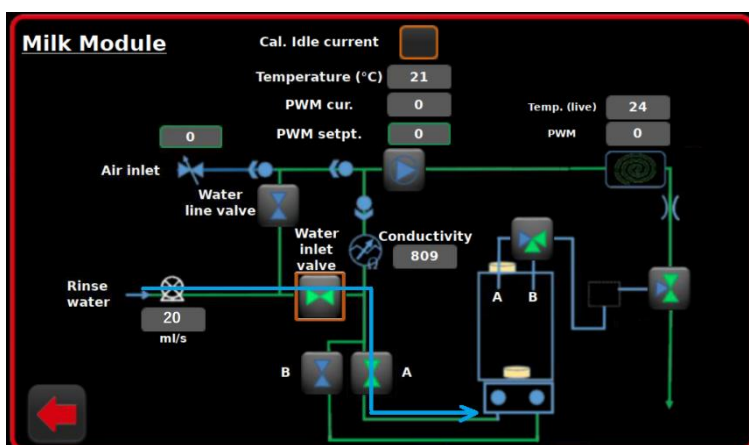 Milk Module
Cal. Idle current
Temperature (°C) 21
PWM cur. 0
PWM setpt. 0
Temp. (live) 24
PWM 0
0
Air inlet
Water
line valve
Water
inlet
valve
Conductivity
809
Rinse
water
20
ml/s
A B
B A